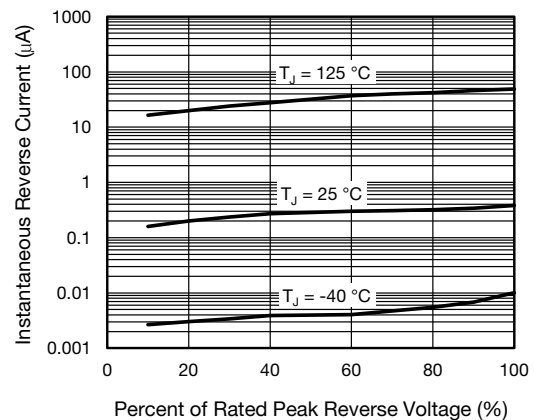 Instantaneous Reverse Current (μA)
1000
100
10
1
0.1
0.01
0.001
T_J = 125 °C
T_J = 25 °C
T_J = -40 °C
0 20 40 60 80 100
Percent of Rated Peak Reverse Voltage (%)